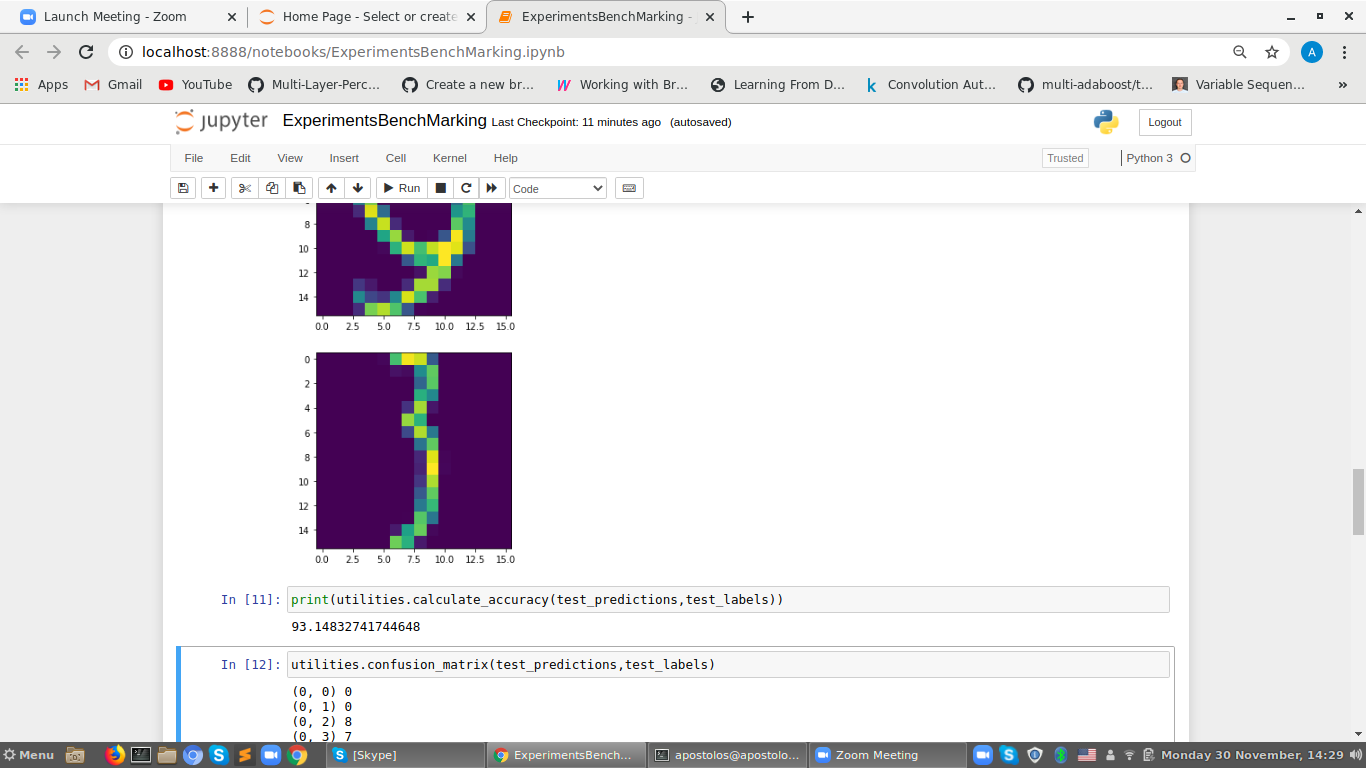 Launch Meeting - Zoom
Home Page - Select or create
ExperimentsBenchMarking -
localhost:8888/notebooks/ExperimentsBenchMarking.ipynb
A
Apps
Gmail
YouTube
Multi-Layer-Perc...
Create a new br...
Working with Br...
Learning From D...
Convolution Aut...
multi-adaboost/t...
Variable Sequen...
»
jupyter ExperimentsBenchMarking Last Checkpoint: 11 minutes ago (autosaved)
Logout
File Edit View Insert Cell Kernel Help
Trusted
Python 3
Run
Code
8
10
12
14
0.0 2.5 5.0 7.5 10.0 12.5 15.0
0
2
4
6
8
10
12
14
0.0 2.5 5.0 7.5 10.0 12.5 15.0
In [11]: print(utilities.calculate_accuracy(test_predictions,test_labels))
93.14832741744648
In [12]: utilities.confusion_matrix(test_predictions,test_labels)
(0, 0) 0
(0, 1) 0
(0, 2) 8
(0, 3) 7
Menu
[Skype]
ExperimentsBench...
apostolos@apostolo...
Zoom Meeting
Monday 30 November, 14:29